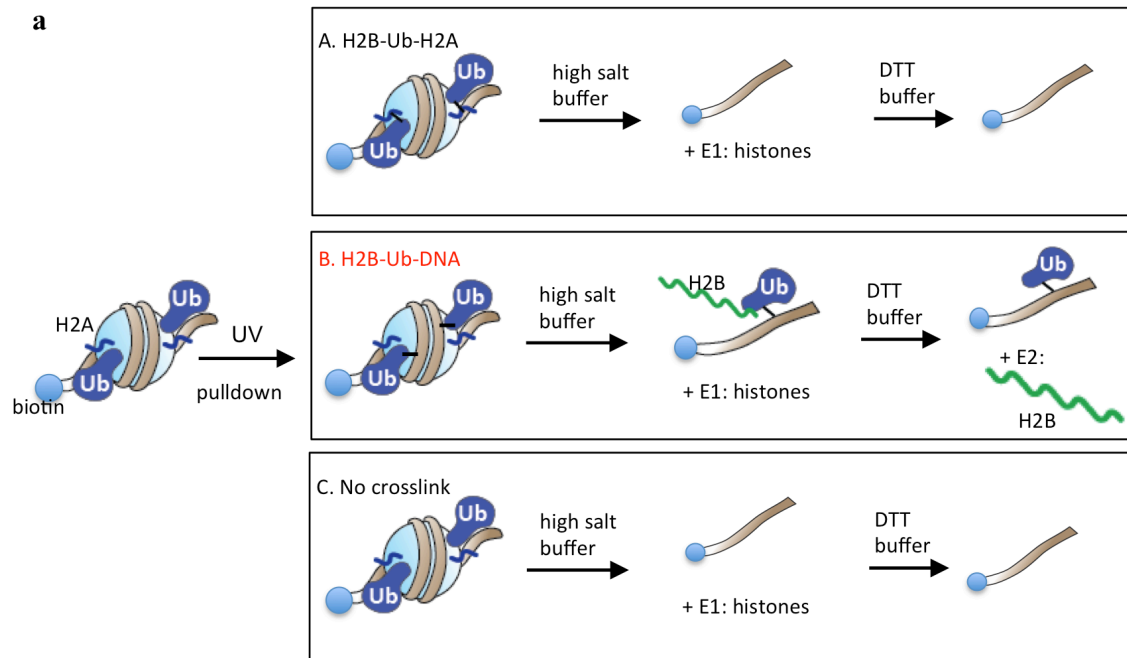 a
A. H2B-Ub-H2A
Ub
Ub
high salt
buffer
+ E1: histones
DTT
buffer
H2A
Ub
Ub
biotin
UV
pulldown
B. H2B-Ub-DNA
Ub
Ub
high salt
buffer
H2B
Ub
+ E1: histones
DTT
buffer
Ub
+ E2:
H2B
C. No crosslink
Ub
Ub
high salt
buffer
+ E1: histones
DTT
buffer